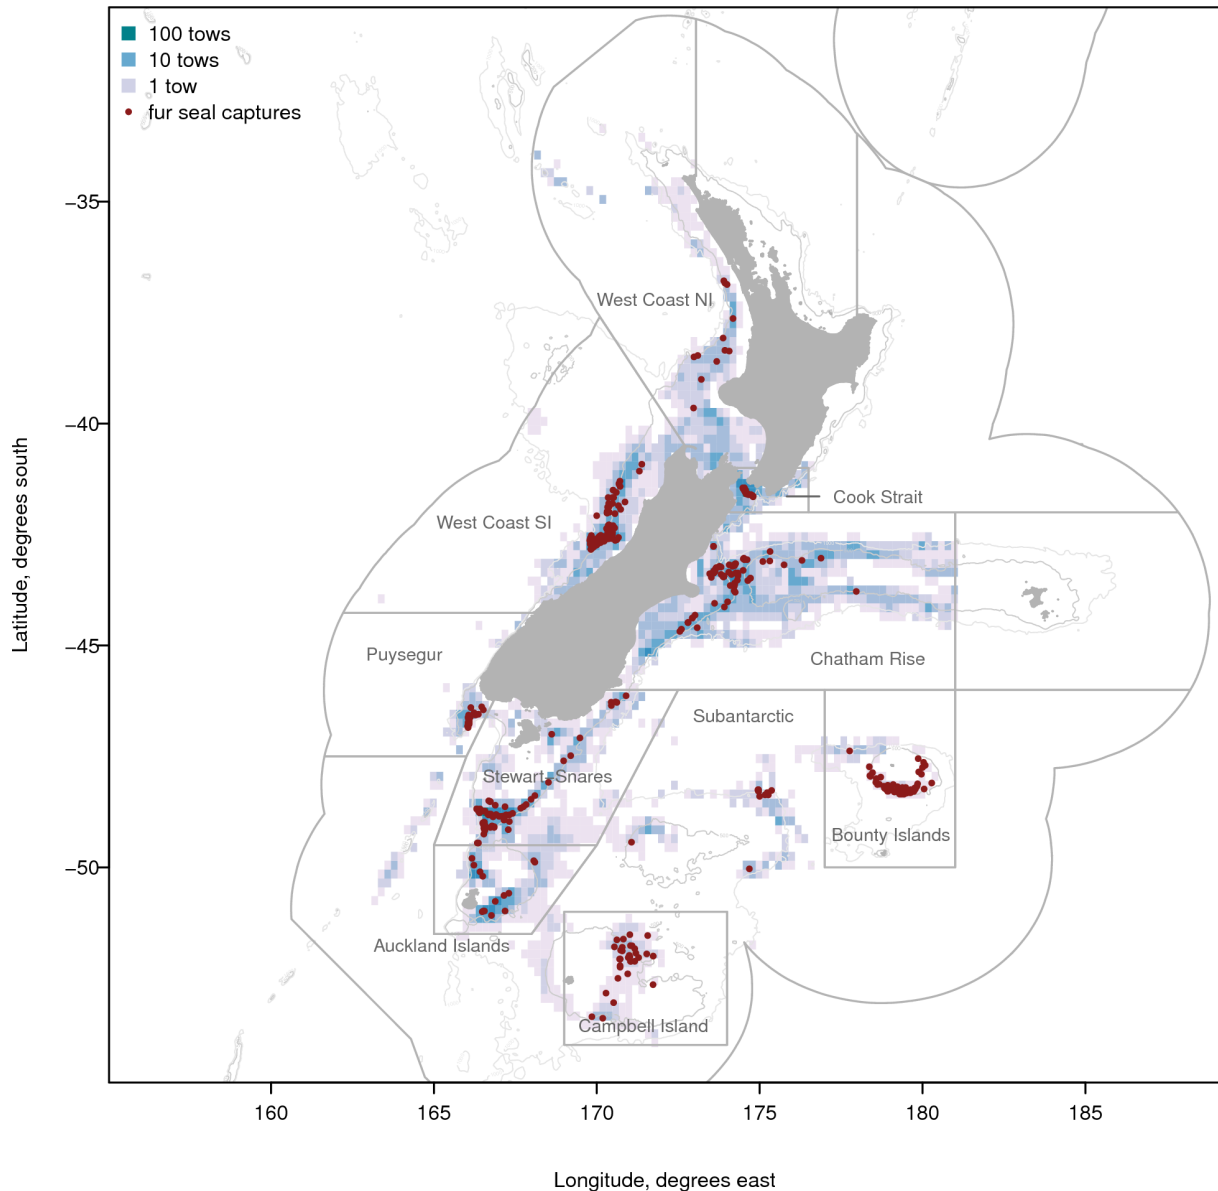 100 tows
10 tows
1 tow
fur seal captures
−35
West Coast NI
−40
Cook Strait
West Coast SI
−45
Puysegur
Chatham Rise
Subantarctic
Stewart- Snares
Bounty Islands
−50
Auckland Islands
Campbell Island
160
165
170
175
180
185
Longitude, degrees east
Latitude, degrees south